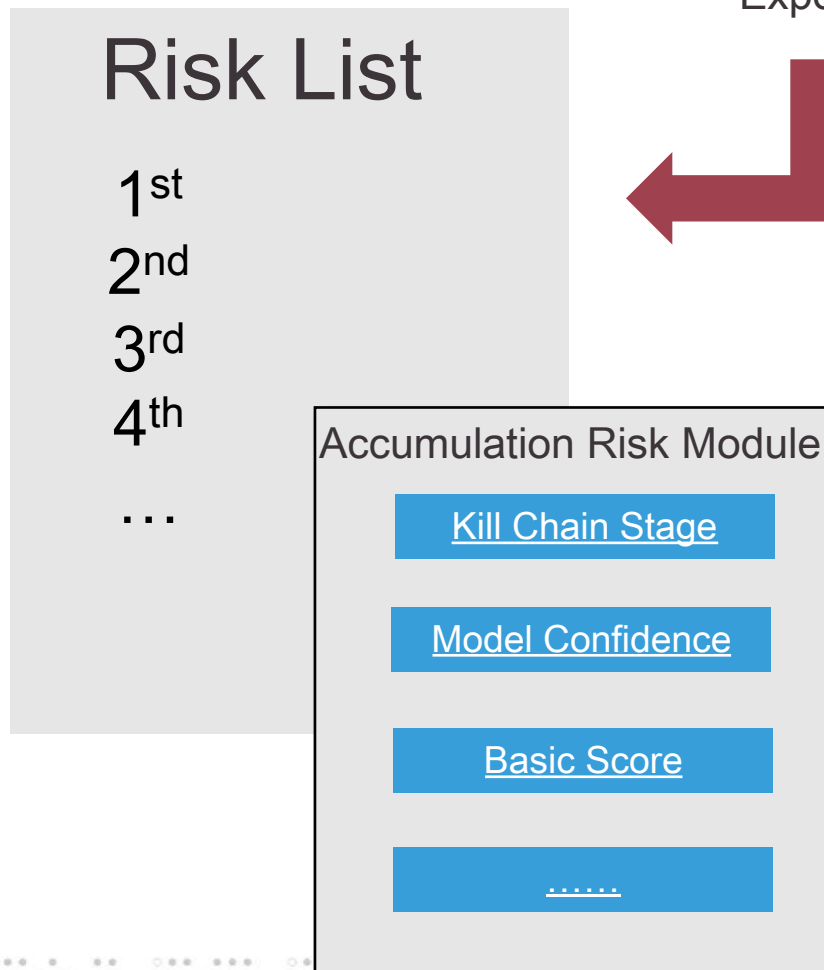 Risk List
1st
2nd
3rd
4th
…
Accumulation Risk Module
Kill Chain Stage
Model Confidence
Basic Score
……